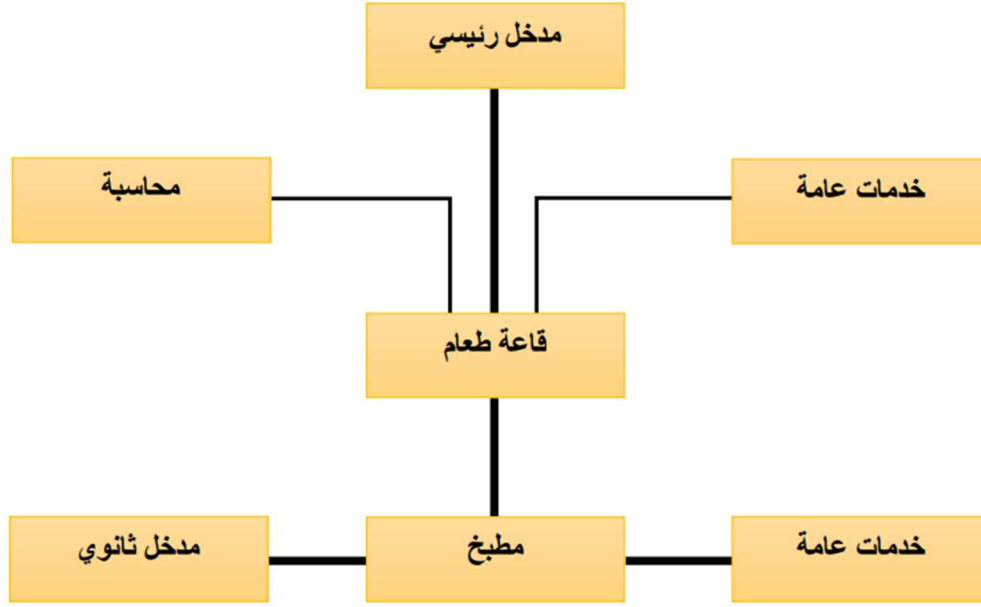 مدخل رئيسي
خدمات عامة
محاسبة
قاعة طعام
خدمات عامة
مطبخ
مدخل ثانوي